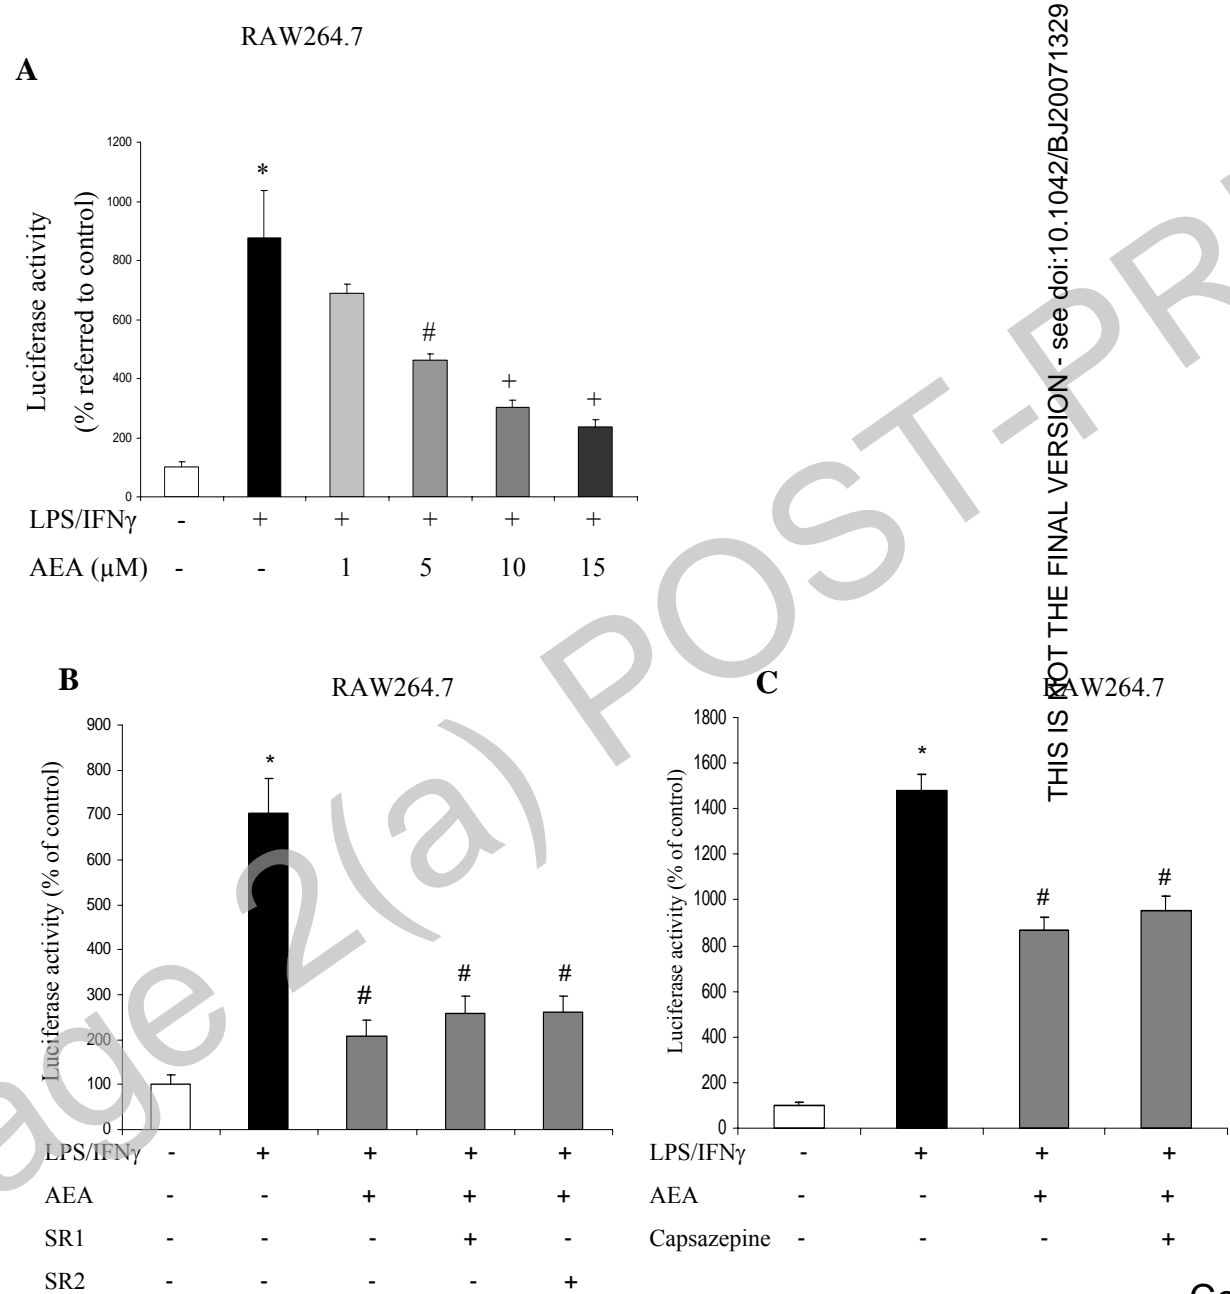 RAW264.7
A
1200
1000
800
600
400
200
0
Luciferase activity
(% referred to control)
*
#
+
+
LPS/IFNγ - + + + + +
AEA (µM) - - 1 5 10 15
B
RAW264.7
900
800
700
600
500
400
300
200
100
0
Luciferase activity (% of control)
*
#
#
#
LPS/IFNγ - + + + +
AEA - - + + +
SR1 - - - + -
SR2 - - - - +
C
RAW264.7
1800
1600
1400
1200
1000
800
600
400
200
0
Luciferase activity (% of control)
*
#
#
LPS/IFNγ - + + +
AEA - - + +
Capsazepine - - - +
THIS IS NOT THE FINAL VERSION - see doi:10.1042/BJ20071329
age 2(a) POST-PR